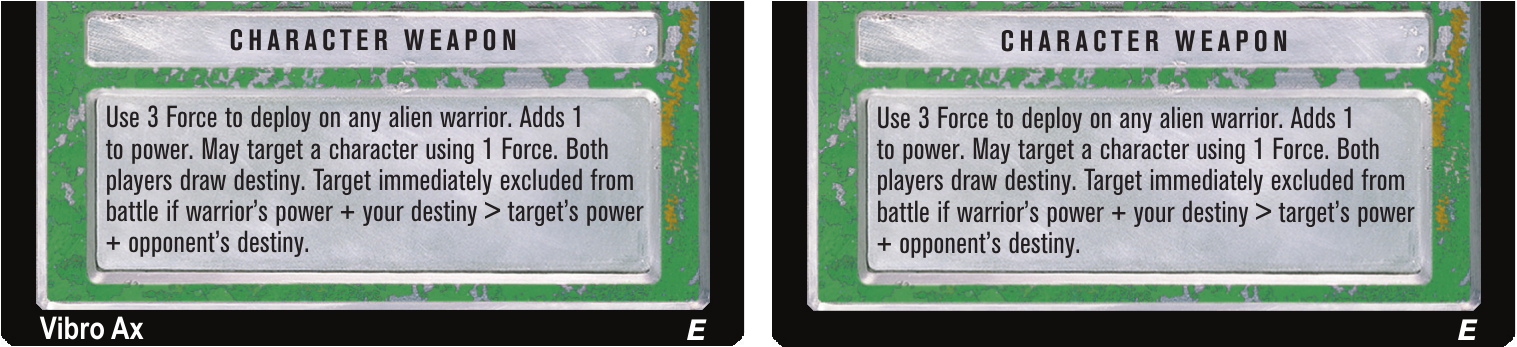 CHARACTER WEAPON
Use 3 Force to deploy on any alien warrior. Adds 1
to power. May target a character using 1 Force. Both
players draw destiny. Target immediately excluded from
battle if warrior's power + your destiny > target's power
+ opponent's destiny.
Vibro Ax
E
CHARACTER WEAPON
Use 3 Force to deploy on any alien warrior. Adds 1
to power. May target a character using 1 Force. Both
players draw destiny. Target immediately excluded from
battle if warrior's power + your destiny > target's power
+ opponent's destiny.
E